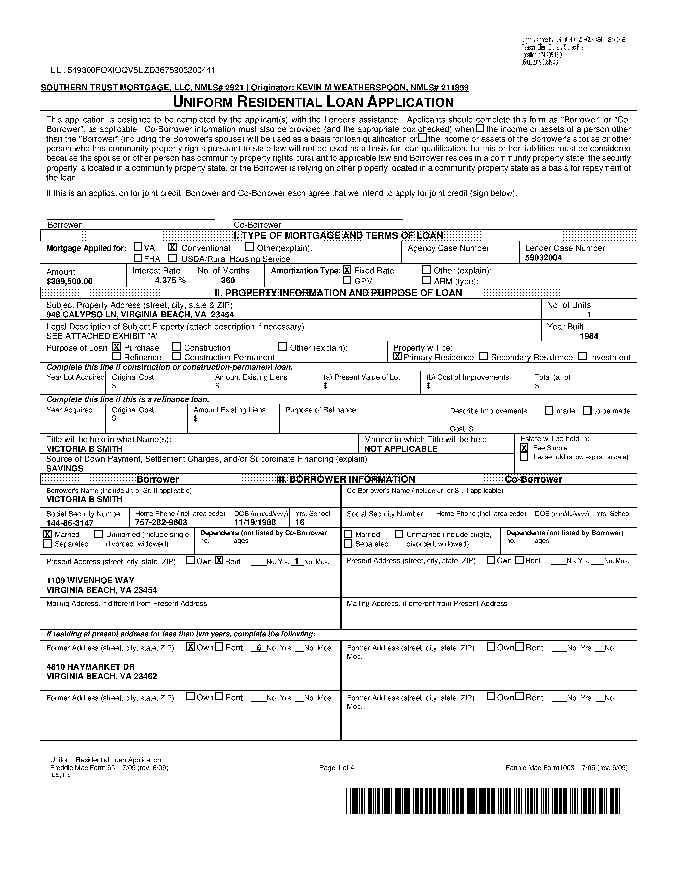 SOUTHERN TRUST MORTGAGE, LLC, NMLS# 2921 | Originator: KEVIN M WEATHERSPOON, NMLS# 211899
UNIFORM RESIDENTIAL LOAN APPLICATION
This application is designed to be completed by the applicant(s) with the Lender's assistance. Applicants should complete this form as "Borrower" or "Co-
Borrower", as applicable. Co-Borrower information must also be provided (and the appropriate box checked) when the income or assets of a person other
than the "Borrower" (including the Borrower's spouse) will be used as a basis for loan qualification or the income or assets of the Borrower's spouse or other
person who has community property rights pursuant to state law will not be used as a basis for loan qualification, but his or her liabilities must be considered
because the spouse or other person has community property rights pursuant to applicable law and Borrower resides in a community property state, the security
property is located in a community property state, or the Borrower is relying on other property located in a community property state as a basis for repayment of
the loan.
If this is an application for joint credit, Borrower and Co-Borrower each agree that we intend to apply for joint credit (sign below):
Borrower Co-Borrower
I. TYPE OF MORTGAGE AND TERMS OF LOAN
Mortgage Applied for: VA X Conventional Other (explain): Agency Case Number Lender Case Number
FHA USDA/Rural Housing Service 59032004
Amount Interest Rate No. of Months Amortization Type: X Fixed Rate Other (explain):
4.375 % 360 GPM ARM (type):
II. PROPERTY INFORMATION AND PURPOSE OF LOAN
Subject Property Address (street, city, state & ZIP) No. of Units
948 CALYPSO LN, VIRGINIA BEACH, VA 23454 1
Legal Description of Subject Property (attach description if necessary) Year Built
SEE ATTACHED EXHIBIT "A" 1984
Purpose of Loan X Purchase Construction Other (explain): Property will be:
Refinance Construction-Permanent X Primary Residence Secondary Residence Investment
Complete this line if construction or construction-permanent loan.
Year Lot Acquired Original Cost Amount Existing Liens (a) Present Value of Lot (b) Cost of Improvements Total (a+b)
$ $ $ $ $
Complete this line if this is a refinance loan.
Year Acquired Original Cost Amount Existing Liens Purpose of Refinance Describe Improvements made to be made
$ $ Cost: $
Title will be held in what Name(s) Manner in which Title will be held Estate will be held in:
VICTORIA B SMITH NOT APPLICABLE X Fee Simple
Source of Down Payment, Settlement Charges, and/or Subordinate Financing (explain)
SAVINGS
Borrower III. BORROWER INFORMATION Co-Borrower
Borrower's Name (include Jr. or Sr. if applicable) Co-Borrower's Name (include Jr. or Sr. if applicable)
VICTORIA B SMITH
Social Security Number Home Phone (incl. area code) DOB (mm/dd/yyyy) Yrs. School Social Security Number Home Phone (incl. area code) DOB (mm/dd/yyyy) Yrs. School
11/19/1988 16
X Married Unmarried (include single, Dependents (not listed by Co-Borrower) Married Unmarried (include single, Dependents (not listed by Borrower)
Separated divorced, widowed) no. ages Separated divorced, widowed) no. ages
Present Address (street, city, state, ZIP) Own X Rent No. Yrs. 1 No. Mos. Present Address (street, city, state, ZIP) Own Rent No. Yrs. No. Mos.
1109 WIVENHOE WAY
VIRGINIA BEACH, VA 23454
Mailing Address, if different from Present Address Mailing Address, if different from Present Address
If residing at present address for less than two years, complete the following:
Former Address (street, city, state, ZIP) X Own Rent 6 No. Yrs. No. Mos. Former Address (street, city, state, ZIP) Own Rent No. Yrs. No.
Mos.
4810 HAYMARKET DR
VIRGINIA BEACH, VA 23462
Former Address (street, city, state, ZIP) Own Rent No. Yrs. No. Mos. Former Address (street, city, state, ZIP) Own Rent No. Yrs. No.
Mos.
Uniform Residential Loan Application
Freddie Mac Form 65 7/05 (rev. 6/09) Page 1 of 4 Fannie Mae Form 1003 7/05 (rev. 6/09)